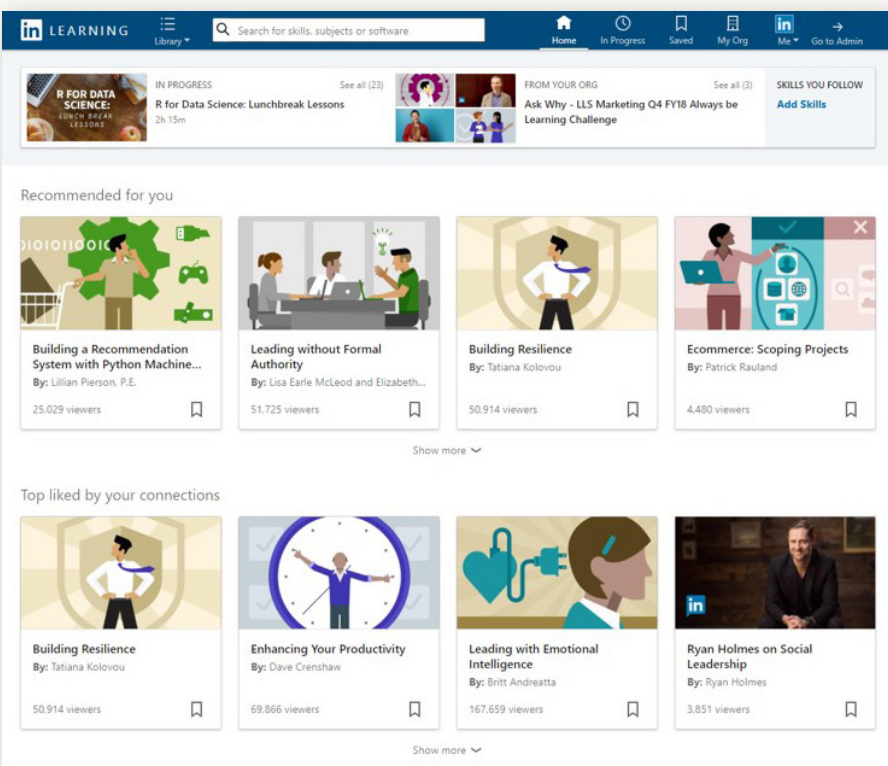 in LEARNING
Library
Search for skills, subjects or software
Home
In Progress
Saved
My Org
in
Me
Go to Admin
R FOR DATA
SCIENCE:
LUNCH BREAK
LESSONS
IN PROGRESS
See all (23)
R for Data Science: Lunchbreak Lessons
2h 15m
FROM YOUR ORG
See all (3)
Ask Why - LLS Marketing Q4 FY18 Always be
Learning Challenge
SKILLS YOU FOLLOW
Add Skills
Recommended for you
Building a Recommendation
System with Python Machine...
By: Lillian Pierson, P.E.
25,029 viewers
Leading without Formal
Authority
By: Lisa Earle McLeod and Elizabeth...
51,725 viewers
Building Resilience
By: Tatiana Kolovou
50,914 viewers
Ecommerce: Scoping Projects
By: Patrick Rauland
4,480 viewers
Show more
Top liked by your connections
Building Resilience
By: Tatiana Kolovou
50,914 viewers
Enhancing Your Productivity
By: Dave Crenshaw
69,866 viewers
Leading with Emotional
Intelligence
By: Britt Andreatta
167,659 viewers
in
Ryan Holmes on Social
Leadership
By: Ryan Holmes
3,851 viewers
Show more